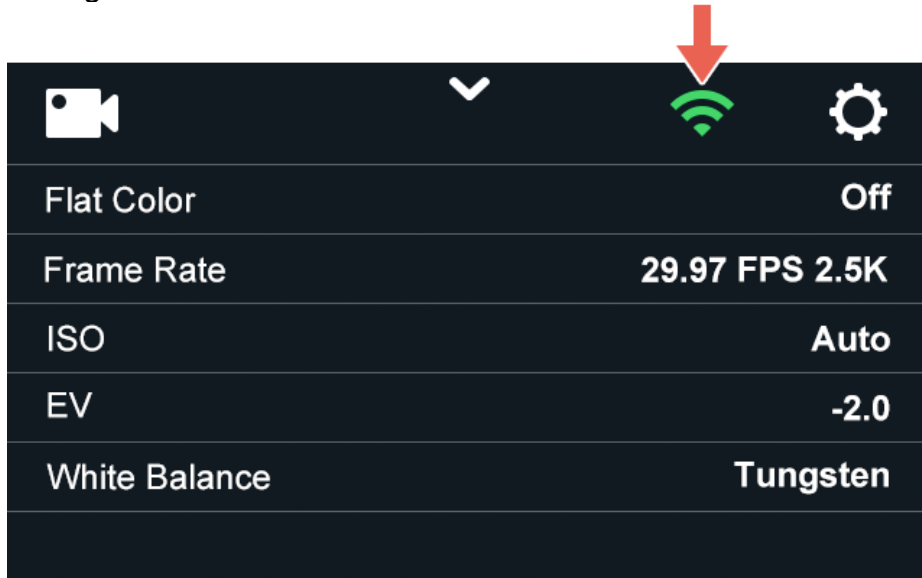 Flat Color Off
Frame Rate 29.97 FPS 2.5K
ISO Auto
EV -2.0
White Balance Tungsten